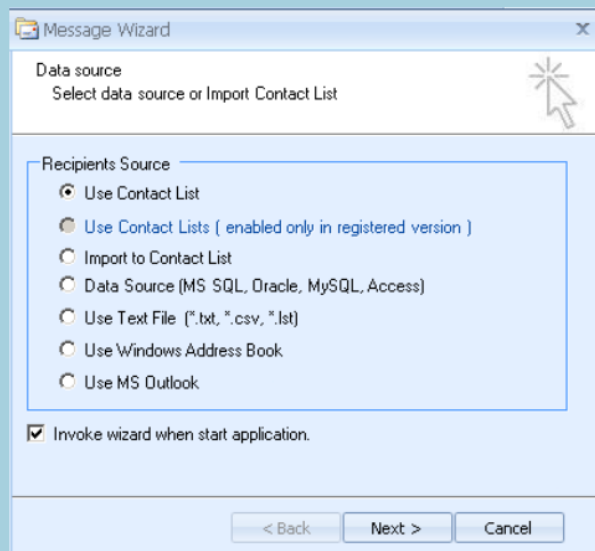 Message Wizard
Data source
Select data source or Import Contact List
Recipients Source
Use Contact List
Use Contact Lists ( enabled only in registered version )
Import to Contact List
Data Source (MS SQL, Oracle, MySQL, Access)
Use Text File (*.txt, *.csv, *.lst)
Use Windows Address Book
Use MS Outlook
Invoke wizard when start application.
< Back Next > Cancel